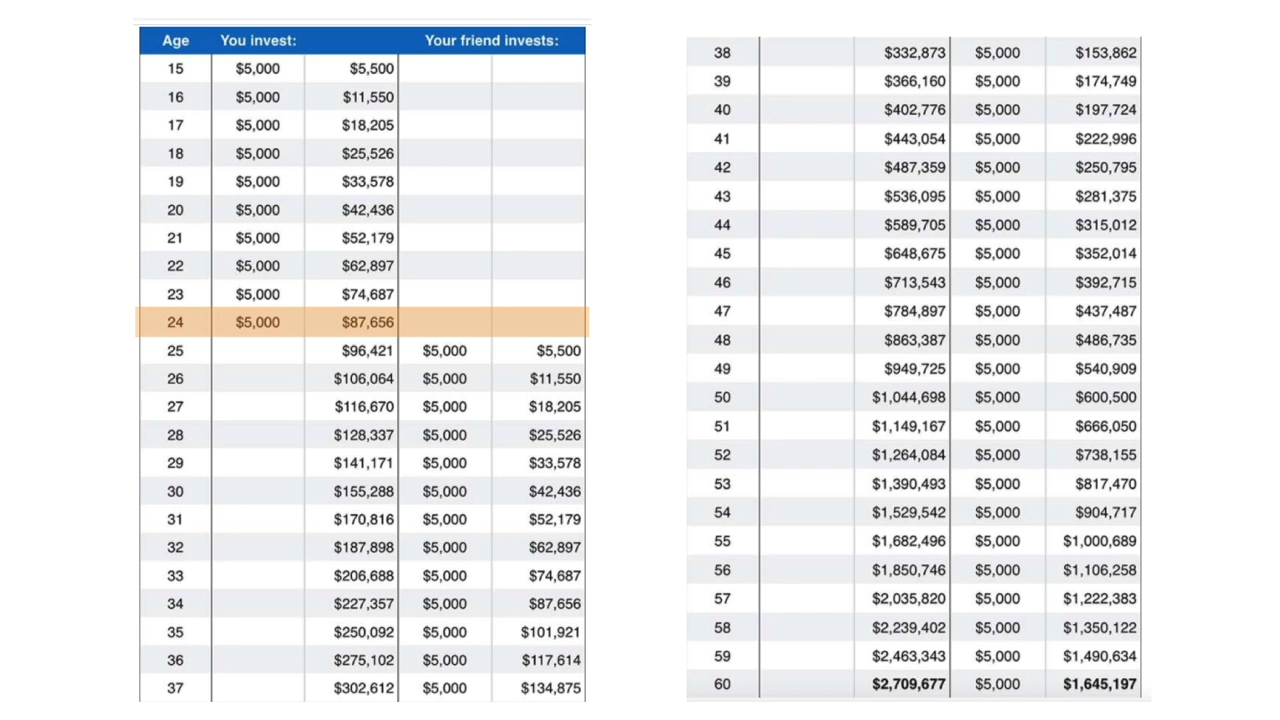 Age You invest: Your friend invests:
15 $5,000 $5,500
16 $5,000 $11,550
17 $5,000 $18,205
18 $5,000 $25,526
19 $5,000 $33,578
20 $5,000 $42,436
21 $5,000 $52,179
22 $5,000 $62,897
23 $5,000 $74,687
24 $5,000 $87,656
25 $96,421 $5,000 $5,500
26 $106,064 $5,000 $11,550
27 $116,670 $5,000 $18,205
28 $128,337 $5,000 $25,526
29 $141,171 $5,000 $33,578
30 $155,288 $5,000 $42,436
31 $170,816 $5,000 $52,179
32 $187,898 $5,000 $62,897
33 $206,688 $5,000 $74,687
34 $227,357 $5,000 $87,656
35 $250,092 $5,000 $101,921
36 $275,102 $5,000 $117,614
37 $302,612 $5,000 $134,875
38 $332,873 $5,000 $153,862
39 $366,160 $5,000 $174,749
40 $402,776 $5,000 $197,724
41 $443,054 $5,000 $222,996
42 $487,359 $5,000 $250,795
43 $536,095 $5,000 $281,375
44 $589,705 $5,000 $315,012
45 $648,675 $5,000 $352,014
46 $713,543 $5,000 $392,715
47 $784,897 $5,000 $437,487
48 $863,387 $5,000 $486,735
49 $949,725 $5,000 $540,909
50 $1,044,698 $5,000 $600,500
51 $1,149,167 $5,000 $666,050
52 $1,264,084 $5,000 $738,155
53 $1,390,493 $5,000 $817,470
54 $1,529,542 $5,000 $904,717
55 $1,682,496 $5,000 $1,000,689
56 $1,850,746 $5,000 $1,106,258
57 $2,035,820 $5,000 $1,222,383
58 $2,239,402 $5,000 $1,350,122
59 $2,463,343 $5,000 $1,490,634
60 $2,709,677 $5,000 $1,645,197